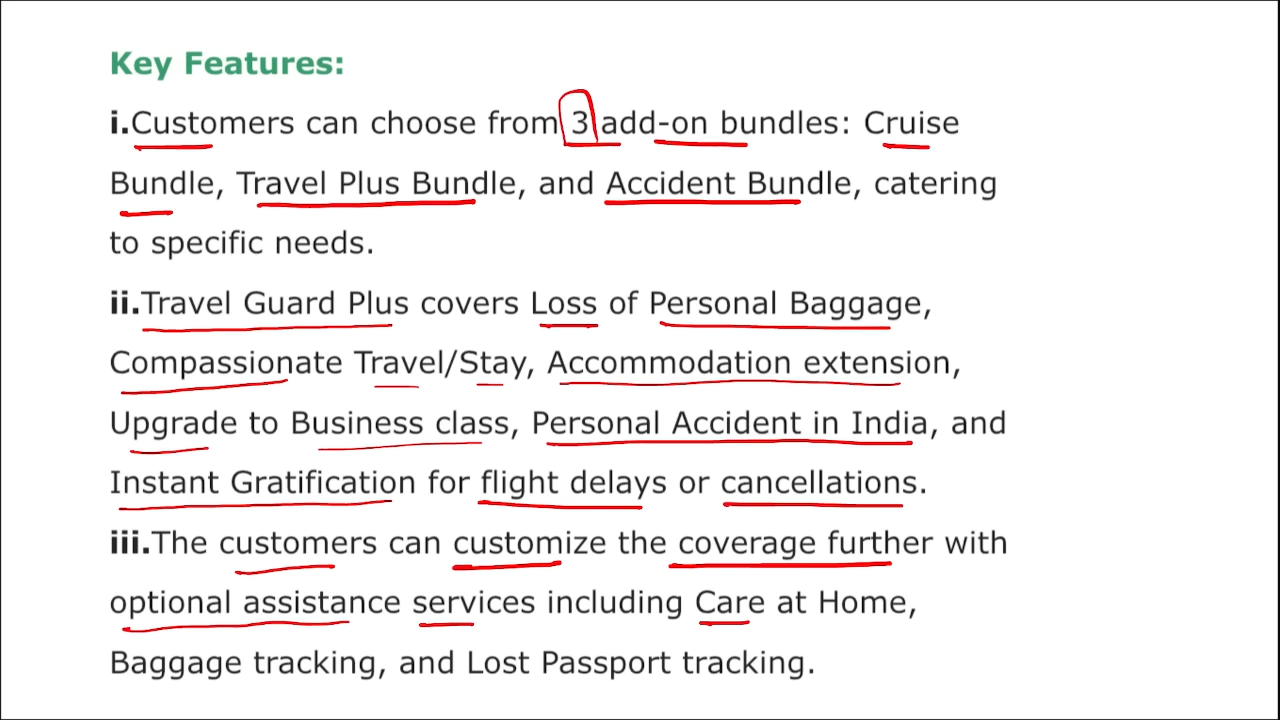 Key Features:
i.Customers can choose from 3 add-on bundles: Cruise
Bundle, Travel Plus Bundle, and Accident Bundle, catering
to specific needs.
ii.Travel Guard Plus covers Loss of Personal Baggage,
Compassionate Travel/Stay, Accommodation extension,
Upgrade to Business class, Personal Accident in India, and
Instant Gratification for flight delays or cancellations.
iii.The customers can customize the coverage further with
optional assistance services including Care at Home,
Baggage tracking, and Lost Passport tracking.